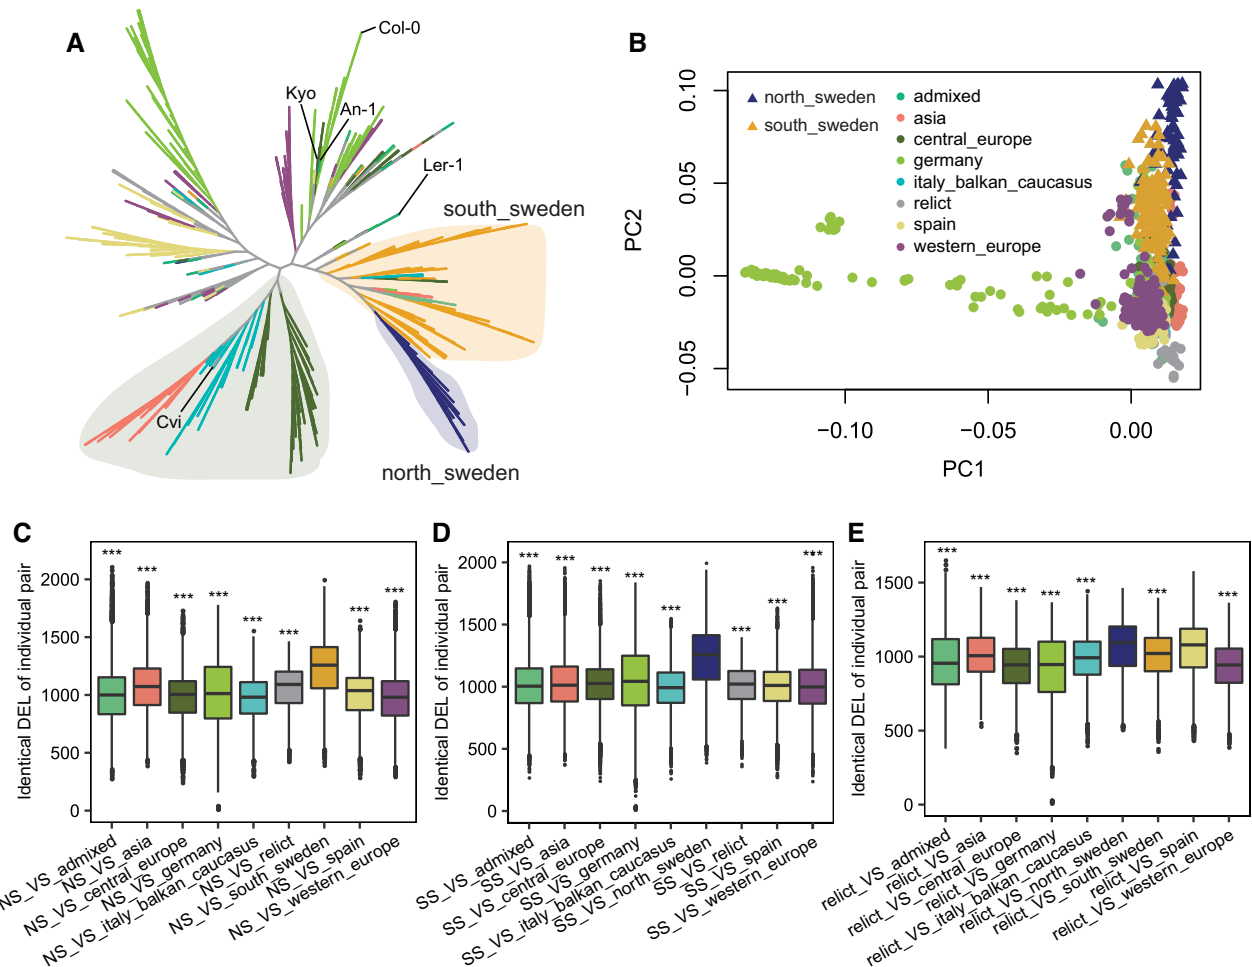 A
Col-0
Kyo
An-1
Ler-1
south_sweden
Cvi
north_sweden
B
PC2
0.10
0.05
0.00
−0.05
north_sweden
south_sweden
admixed
asia
central_europe
germany
italy_balkan_caucasus
relict
spain
western_europe
−0.10
−0.05
0.00
PC1
C
Identical DEL of individual pair
2000
1500
1000
500
0
***
***
***
***
***
***
***
***
NS_VS_admixed
NS_VS_asia
NS_VS_central_europe
NS_VS_germany
NS_VS_italy_balkan_caucasus
NS_VS_relict
NS_VS_south_sweden
NS_VS_spain
NS_VS_western_europe
D
Identical DEL of individual pair
2000
1500
1000
500
0
***
***
***
***
***
***
***
***
SS_VS_admixed
SS_VS_asia
SS_VS_central_europe
SS_VS_germany
SS_VS_italy_balkan_caucasus
SS_VS_north_sweden
SS_VS_relict
SS_VS_spain
SS_VS_western_europe
E
Identical DEL of individual pair
1500
1000
500
0
***
***
***
***
***
***
***
relict_VS_admixed
relict_VS_asia
relict_VS_central_europe
relict_VS_germany
relict_VS_italy_balkan_caucasus
relict_VS_north_sweden
relict_VS_south_sweden
relict_VS_spain
relict_VS_western_europe